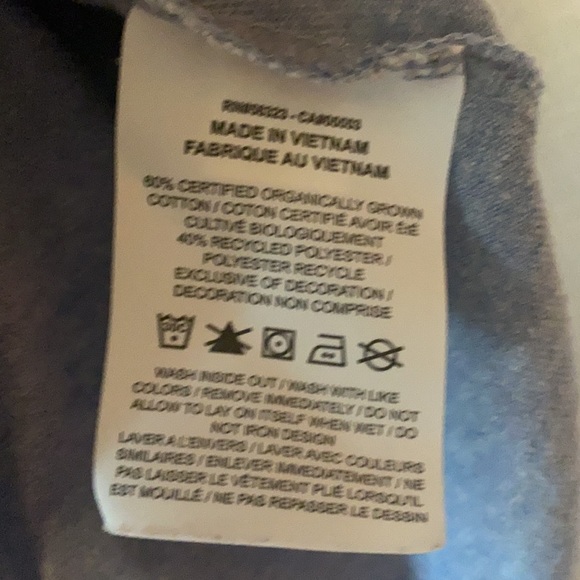 MADE IN VIETNAM
FABRIQUE AU VIETNAM
60% CERTIFIED ORGANICALLY GROWN
COTTON / COTON CERTIFIÉ AVOIR ÉTÉ
CULTIVÉ BIOLOGIQUEMENT
40% RECYCLED POLYESTER /
POLYESTER RECYCLE
EXCLUSIVE OF DECORATION /
DECORATION NON COMPRISE
WASH INSIDE OUT / WASH WITH LIKE
COLORS / REMOVE IMMEDIATELY / DO NOT
ALLOW TO LAY ON ITSELF WHEN WET / DO
NOT IRON DESIGN
LAVER A L'ENVERS / LAVER AVEC COULEURS
SIMILAIRES / ENLEVER IMMEDIATEMENT / NE
PAS LAISSER LE VÊTEMENT PLIÉ LORSQU'IL
EST MOUILLÉ / NE PAS REPASSER LE DESSIN